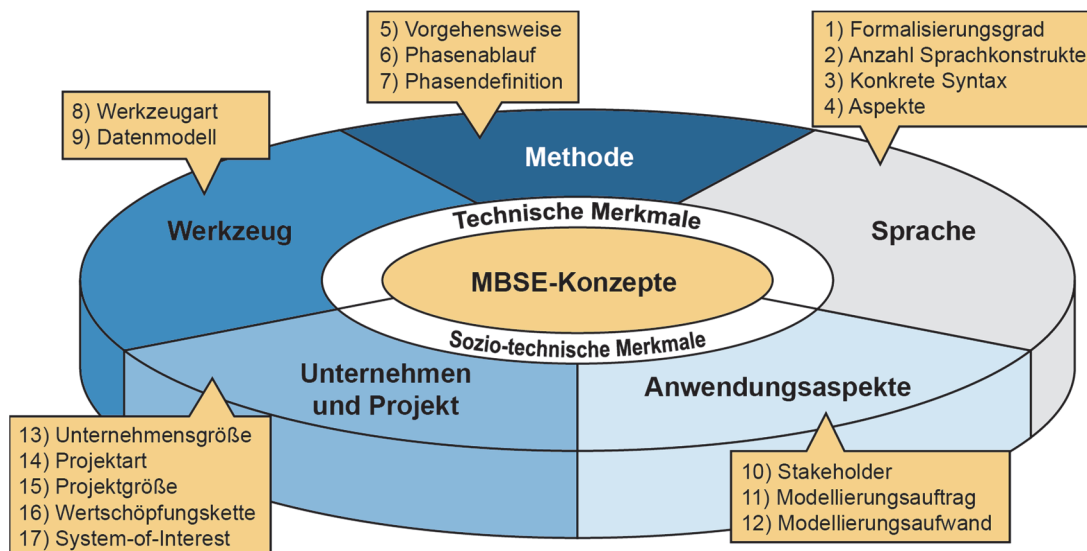 5) Vorgehensweise
6) Phasenablauf
7) Phasendefinition
1) Formalisierungsgrad
2) Anzahl Sprachkonstrukte
3) Konkrete Syntax
4) Aspekte
8) Werkzeugart
9) Datenmodell
Methode
Werkzeug
Technische Merkmale
Sprache
MBSE-Konzepte
Sozio-technische Merkmale
Unternehmen
und Projekt
Anwendungsaspekte
13) Unternehmensgröße
14) Projektart
15) Projektgröße
16) Wertschöpfungskette
17) System-of-Interest
10) Stakeholder
11) Modellierungsauftrag
12) Modellierungsaufwand